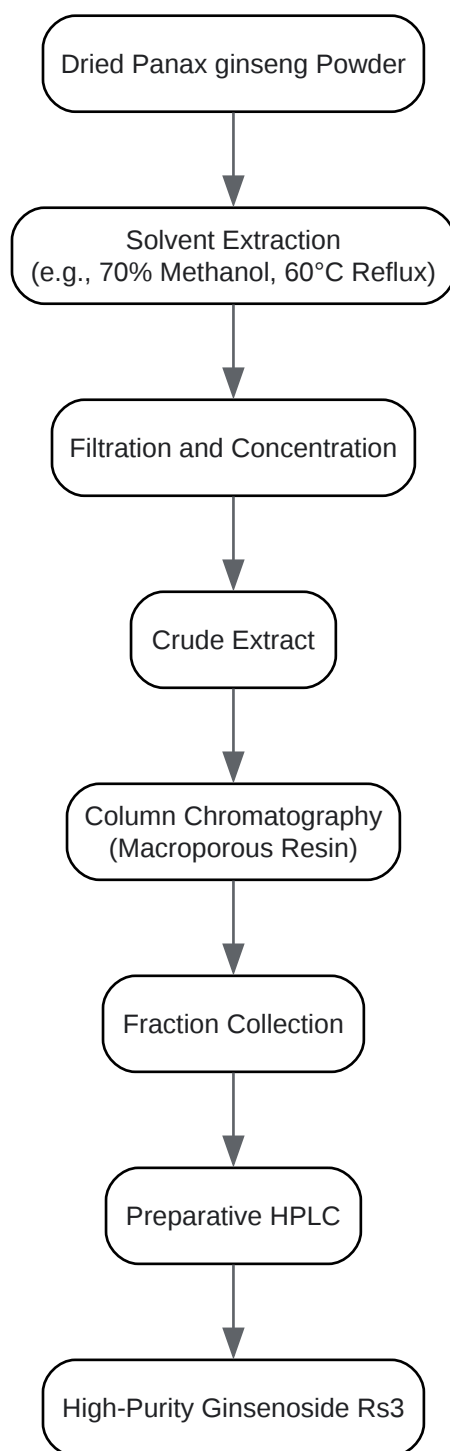 Dried Panax ginseng Powder
Solvent Extraction
(e.g., 70% Methanol, 60°C Reflux)
Filtration and Concentration
Crude Extract
Column Chromatography
(Macroporous Resin)
Fraction Collection
Preparative HPLC
High-Purity Ginsenoside Rs3